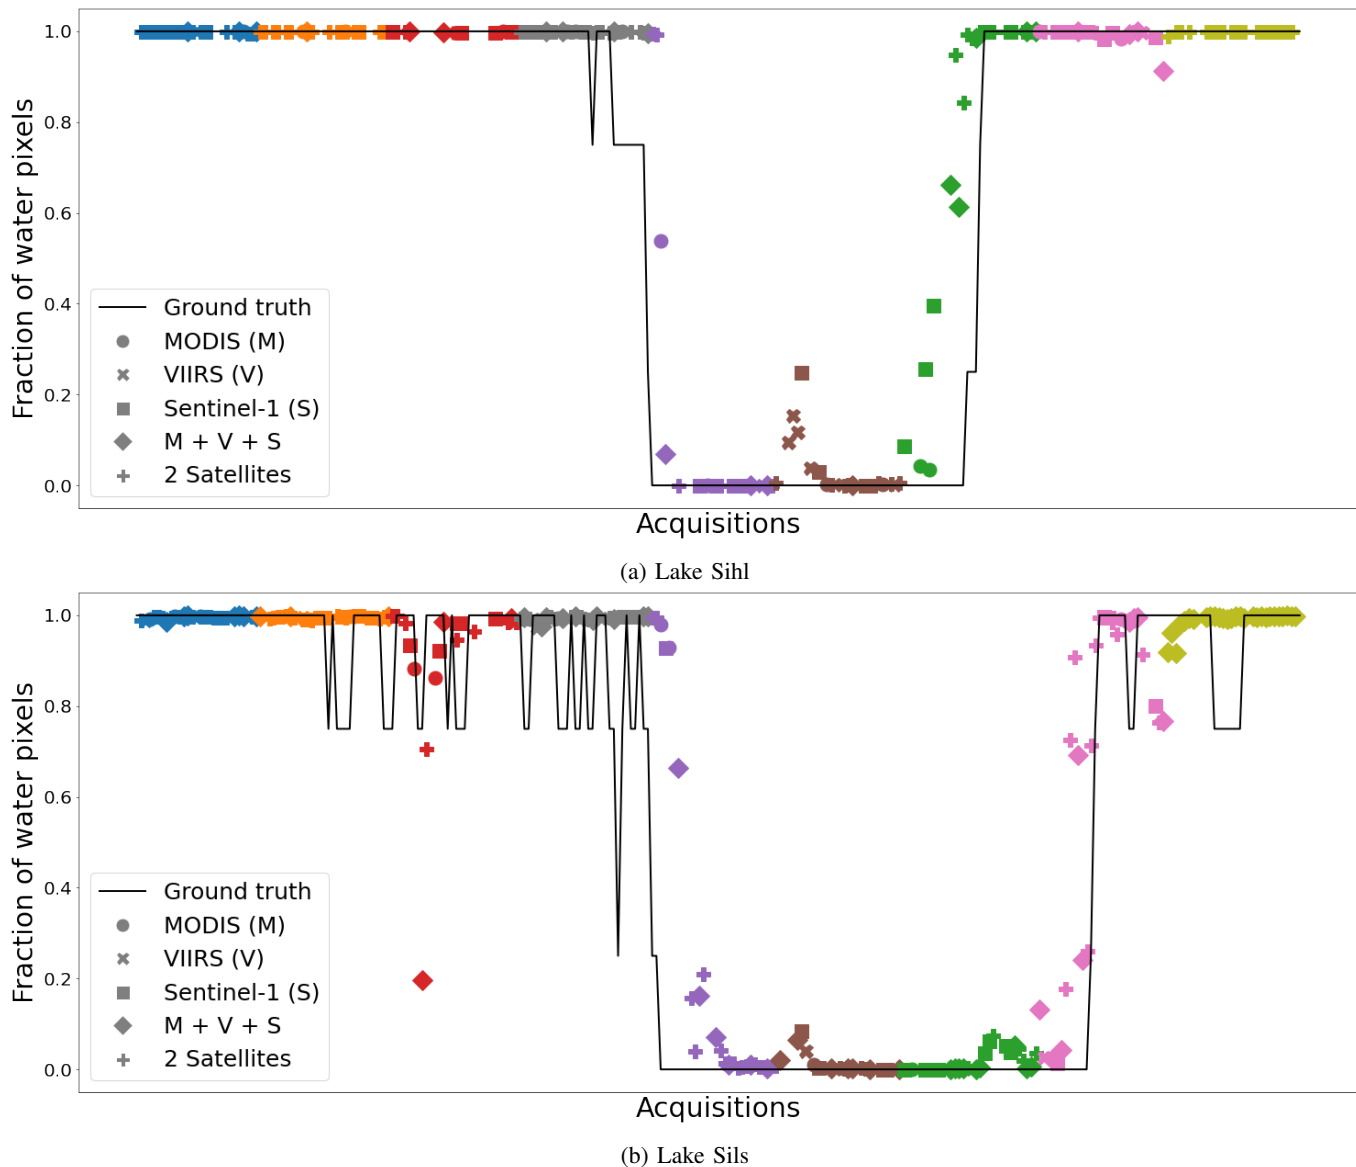 Fraction of water pixels
1.0
0.8
0.6
0.4
0.2
0.0
Ground truth
MODIS (M)
VIIRS (V)
Sentinel-1 (S)
M + V + S
2 Satellites
Acquisitions
(a) Lake Sihl
Fraction of water pixels
1.0
0.8
0.6
0.4
0.2
0.0
Ground truth
MODIS (M)
VIIRS (V)
Sentinel-1 (S)
M + V + S
2 Satellites
Acquisitions
(b) Lake Sils